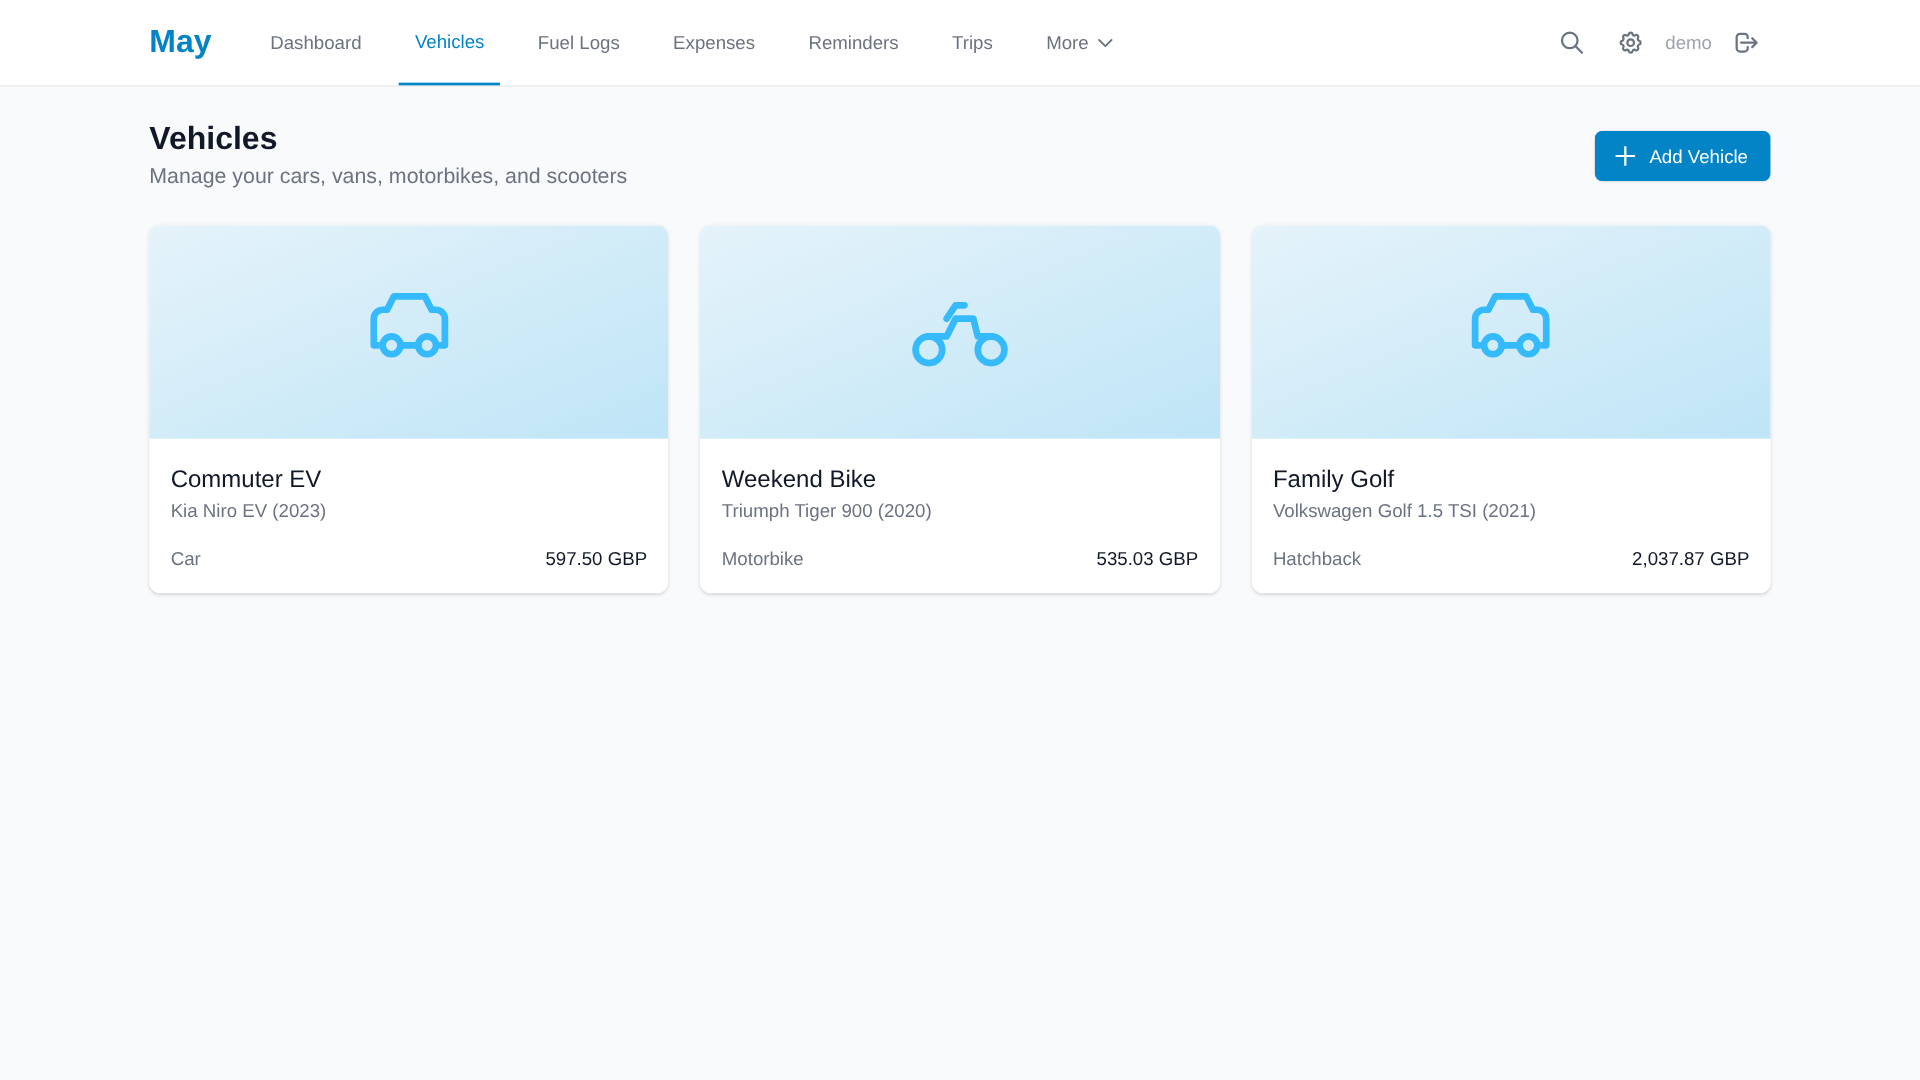 May
Dashboard
Vehicles
Fuel Logs
Expenses
Reminders
Trips
More
demo
Vehicles
Manage your cars, vans, motorbikes, and scooters
Add Vehicle
Commuter EV
Kia Niro EV (2023)
Car
597.50 GBP
Weekend Bike
Triumph Tiger 900 (2020)
Motorbike
535.03 GBP
Family Golf
Volkswagen Golf 1.5 TSI (2021)
Hatchback
2,037.87 GBP